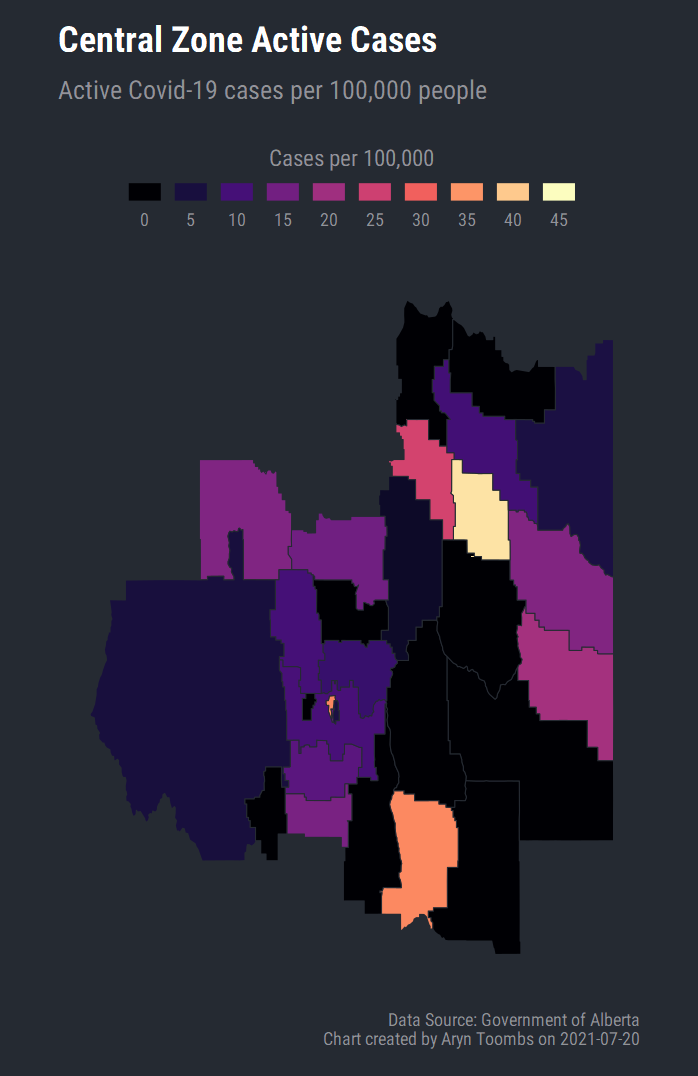 Central Zone Active Cases
Active Covid-19 cases per 100,000 people
Cases per 100,000
0 5 10 15 20 25 30 35 40 45
Data Source: Government of Alberta
Chart created by Aryn Toombs on 2021-07-20